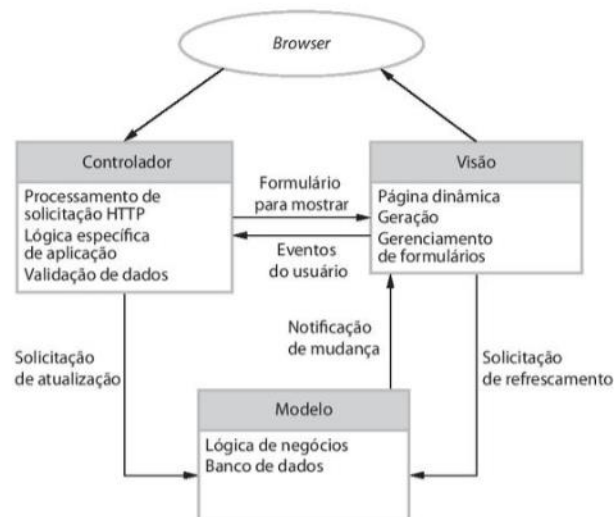 Browser
Controlador
Processamento de
solicitação HTTP
Lógica específica
de aplicação
Validação de dados
Formulário
para mostrar
Eventos
do usuário
Visão
Página dinâmica
Geração
Gerenciamento
de formulários
Solicitação
de atualização
Notificação
de mudança
Solicitação
de refrescamento
Modelo
Lógica de negócios
Banco de dados